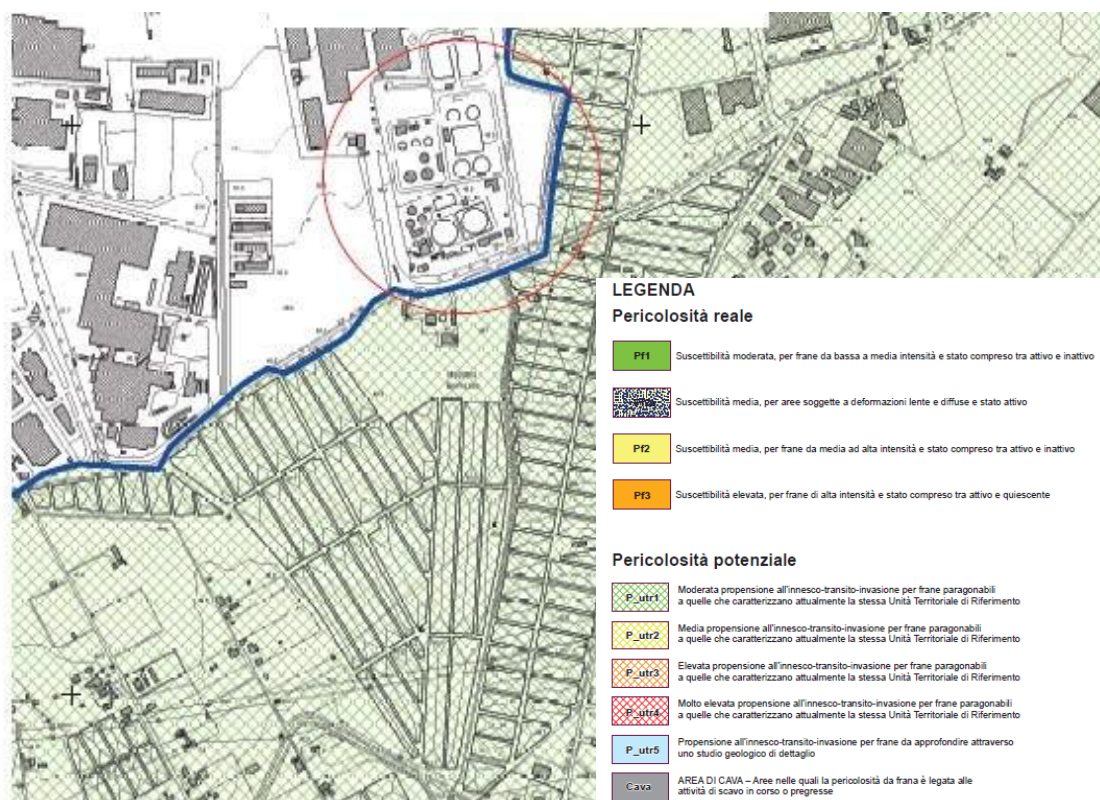 LEGENDA
Pericolosità reale
Pf1
Suscettibilità moderata, per frane da bassa a media intensità e stato compreso tra attivo e inattivo
Suscettibilità media, per aree soggette a deformazioni lente e diffuse e stato attivo
Pf2
Suscettibilità media, per frane da media ad alta intensità e stato compreso tra attivo e inattivo
Pf3
Suscettibilità elevata, per frane di alta intensità e stato compreso tra attivo e quiescente
Pericolosità potenziale
P_utr1
Moderata propensione all'innesco-transito-invasione per frane paragonabili
a quelle che caratterizzano attualmente la stessa Unità Territoriale di Riferimento
P_utr2
Media propensione all'innesco-transito-invasione per frane paragonabili
a quelle che caratterizzano attualmente la stessa Unità Territoriale di Riferimento
P_utr3
Elevata propensione all'innesco-transito-invasione per frane paragonabili
a quelle che caratterizzano attualmente la stessa Unità Territoriale di Riferimento
P_utr4
Molto elevata propensione all'innesco-transito-invasione per frane paragonabili
a quelle che caratterizzano attualmente la stessa Unità Territoriale di Riferimento
P_utr5
Propensione all'innesco-transito-invasione per frane da approfondire attraverso
uno studio geologico di dettaglio
Cava
AREA DI CAVA – Aree nelle quali la pericolosità da frana è legata alle
attività di scavo in corso o pregresse